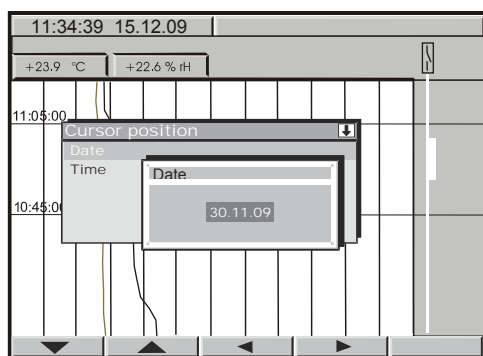 11:34:39 15.12.09
+23.9 °C +22.6 % rH
11:05:00
Cursor position
Date
Time
Date
10:45:0
30.11.09